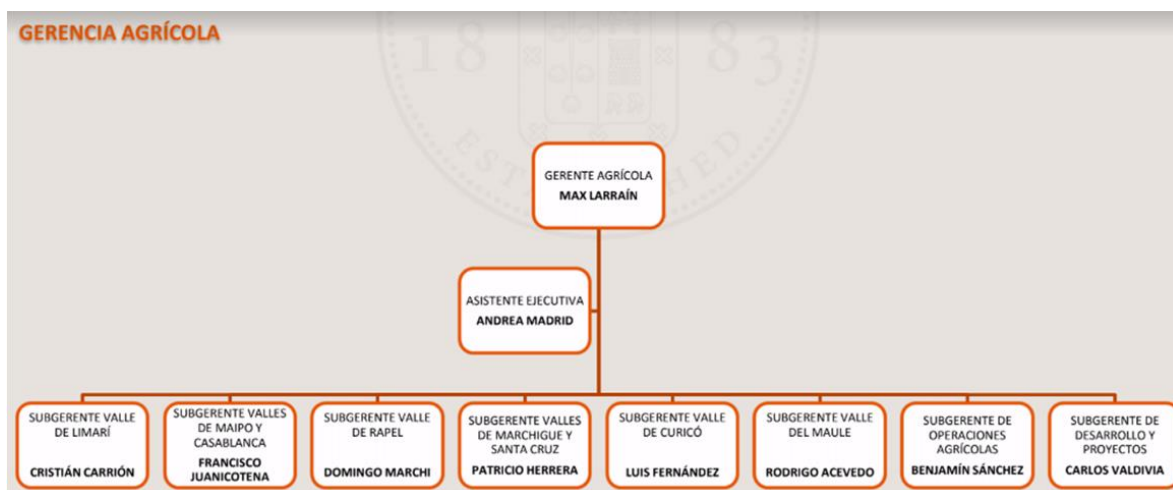 GERENCIA AGRÍCOLA
18 83
ESTABLISHED
GERENTE AGRÍCOLA
MAX LARRAÍN
ASISTENTE EJECUTIVA
ANDREA MADRID
SUBGERENTE VALLE
DE LIMARÍ
CRISTIÁN CARRIÓN
SUBGERENTE VALLES
DE MAIPO Y
CASABLANCA
FRANCISCO
JUANICOTENA
SUBGERENTE VALLE
DE RAPEL
DOMINGO MARCHI
SUBGERENTE VALLES
DE MARCHIGUE Y
SANTA CRUZ
PATRICIO HERRERA
SUBGERENTE VALLE
DE CURICÓ
LUIS FERNÁNDEZ
SUBGERENTE VALLE
DEL MAULE
RODRIGO ACEVEDO
SUBGERENTE DE
OPERACIONES
AGRÍCOLAS
BENJAMÍN SÁNCHEZ
SUBGERENTE DE
DESARROLLO Y
PROYECTOS
CARLOS VALDIVIA